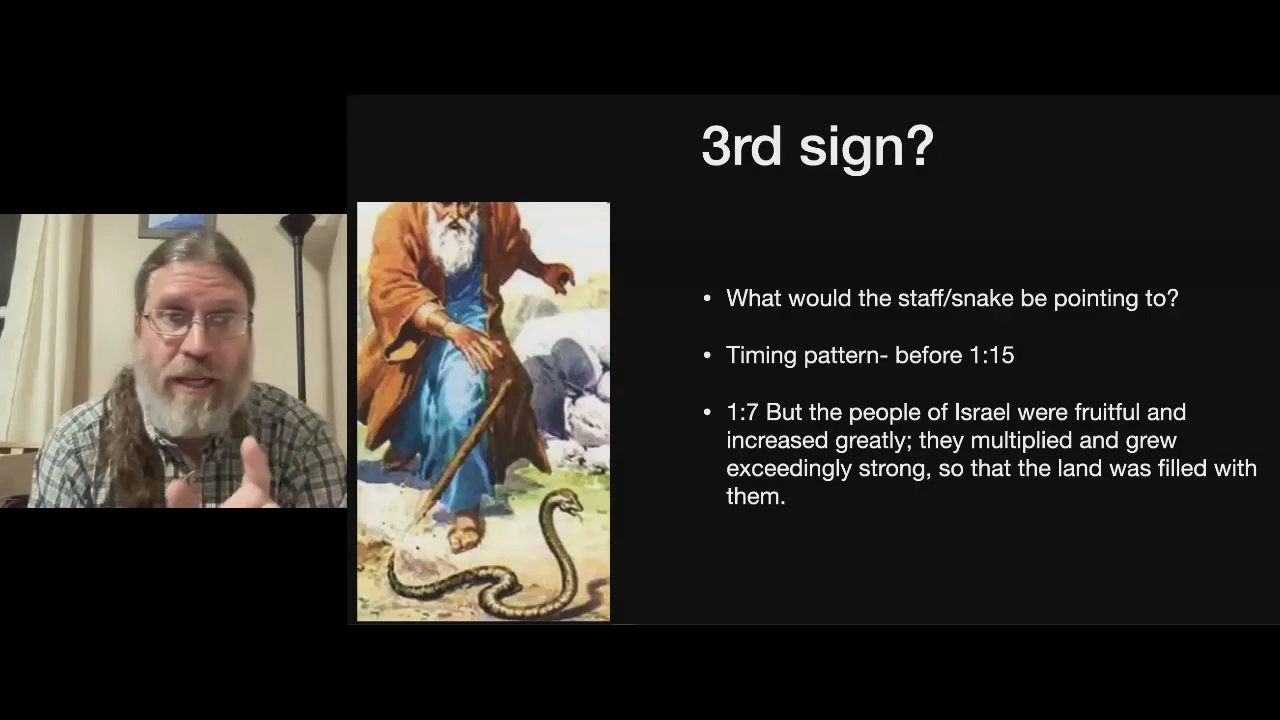 3rd sign?
• What would the staff/snake be pointing to?
• Timing pattern- before 1:15
• 1:7 But the people of Israel were fruitful and
increased greatly; they multiplied and grew
exceedingly strong, so that the land was filled with
them.